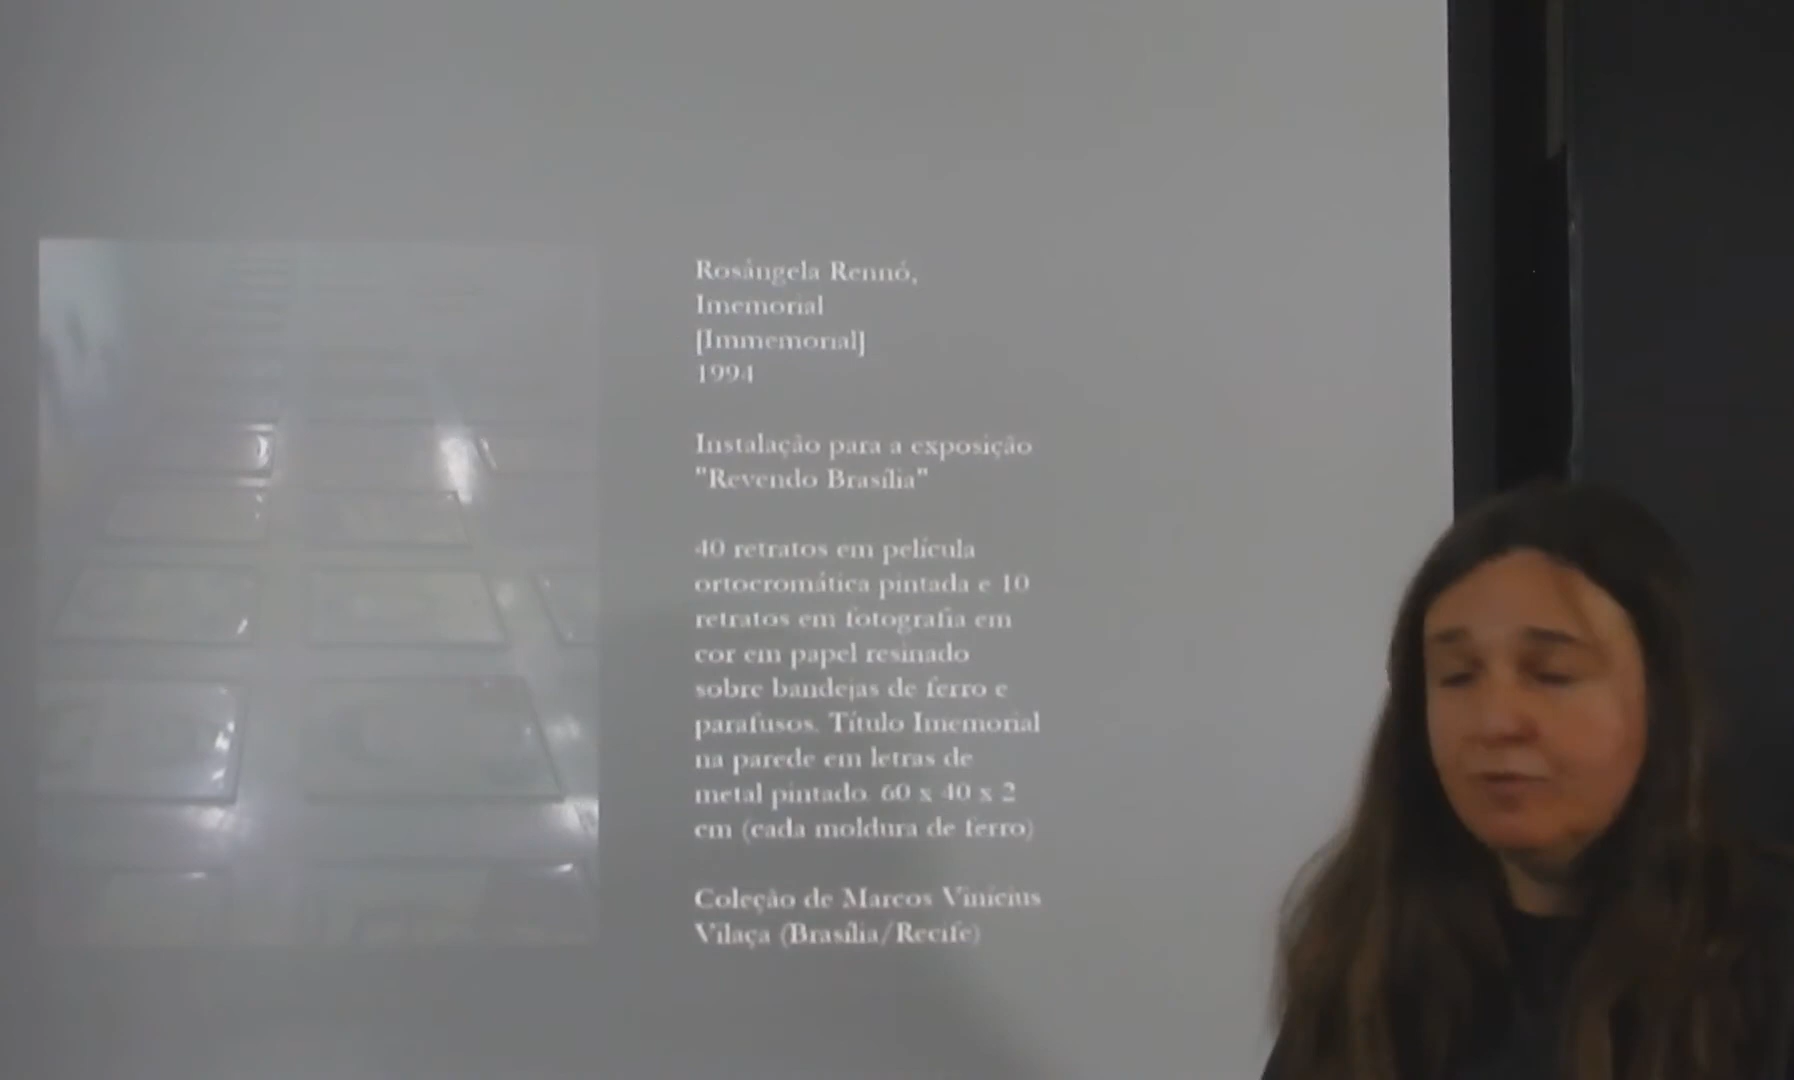 Rosângela Rennó,
Imemorial
[Immemorial]
1994
Instalação para a exposição
"Revendo Brasília"
40 retratos em película
ortocromática pintada e 10
retratos em fotografia em
cor em papel resinado
sobre bandejas de ferro e
parafusos. Título Imemorial
na parede em letras de
metal pintado. 60 x 40 x 2
cm (cada moldura de ferro)
Coleção de Marcos Vinícius
Vilaça (Brasília/Recife)